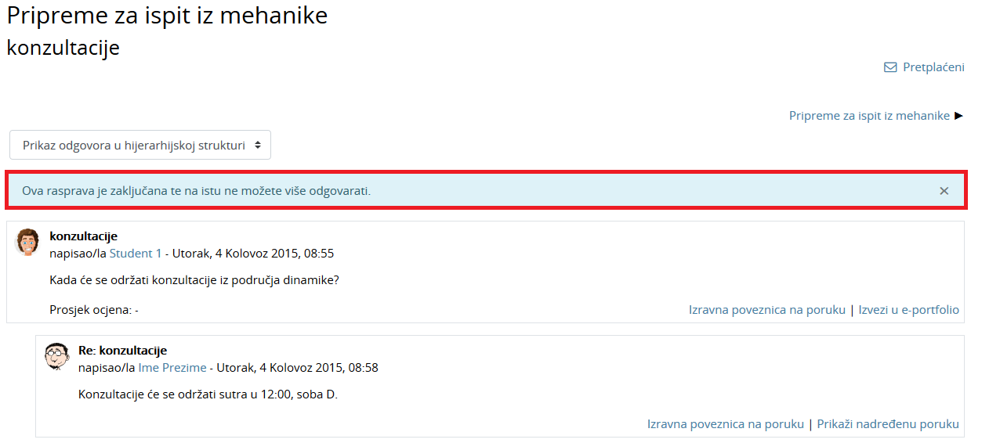 Pripreme za ispit iz mehanike
konzultacije
Pretplaćeni
Pripreme za ispit iz mehanike ►
Prikaz odgovora u hijerarhijskoj strukturi
Ova rasprava je zaključana te na istu ne možete više odgovarati. ×
konzultacije
napisao/la Student 1 - Utorak, 4 Kolovoz 2015, 08:55
Kada će se održati konzultacije iz područja dinamike?
Prosjek ocjena: - Izravna poveznica na poruku | Izvezi u e-portfolio
Re: konzultacije
napisao/la Ime Prezime - Utorak, 4 Kolovoz 2015, 08:58
Konzultacije će se održati sutra u 12:00, soba D.
Izravna poveznica na poruku | Prikaži nadređenu poruku